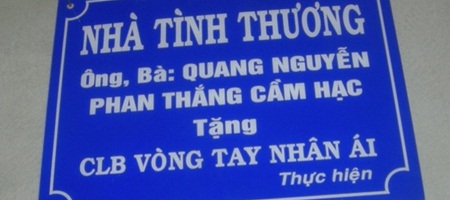 NHÀ TÌNH THƯƠNG
Ông, Bà: QUANG NGUYỄN
PHAN THẮNG CẨM HẠC
Tặng
CLB VÒNG TAY NHÂN ÁI
Thực hiện